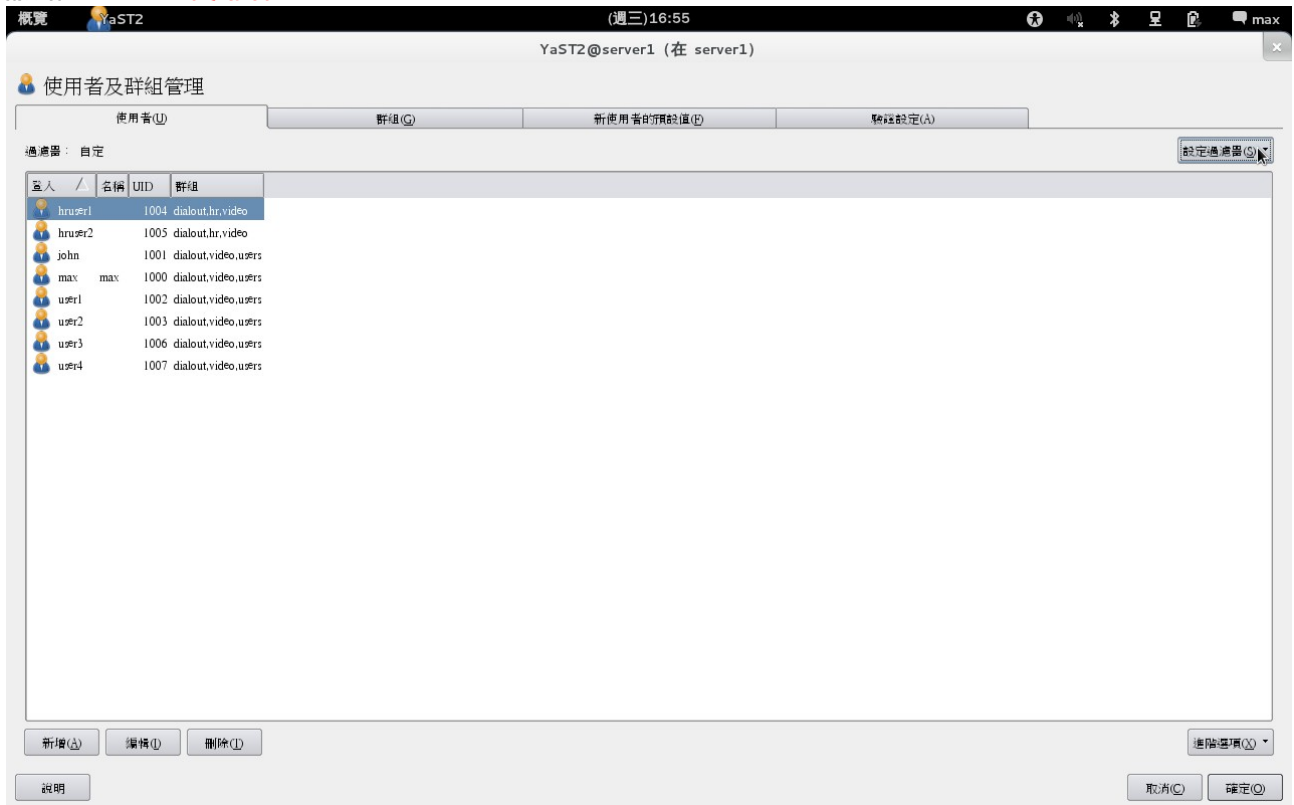 概覽 YaST2 (週三)16:55 max
YaST2@server1 (在 server1)
使用者及群組管理
使用者(U) 群組(G) 新使用者的預設值(F) 驗證設定(A)
過濾器: 自定 設定過濾器(S)
登入 名稱 UID 群組
hruser1 1004 dialout,hr,video
hruser2 1005 dialout,hr,video
john 1001 dialout,video,users
max max 1000 dialout,video,users
user1 1002 dialout,video,users
user2 1003 dialout,video,users
user3 1006 dialout,video,users
user4 1007 dialout,video,users
新增(A) 編輯(I) 刪除(T) 進階選項(X)
說明 取消(C) 確定(O)